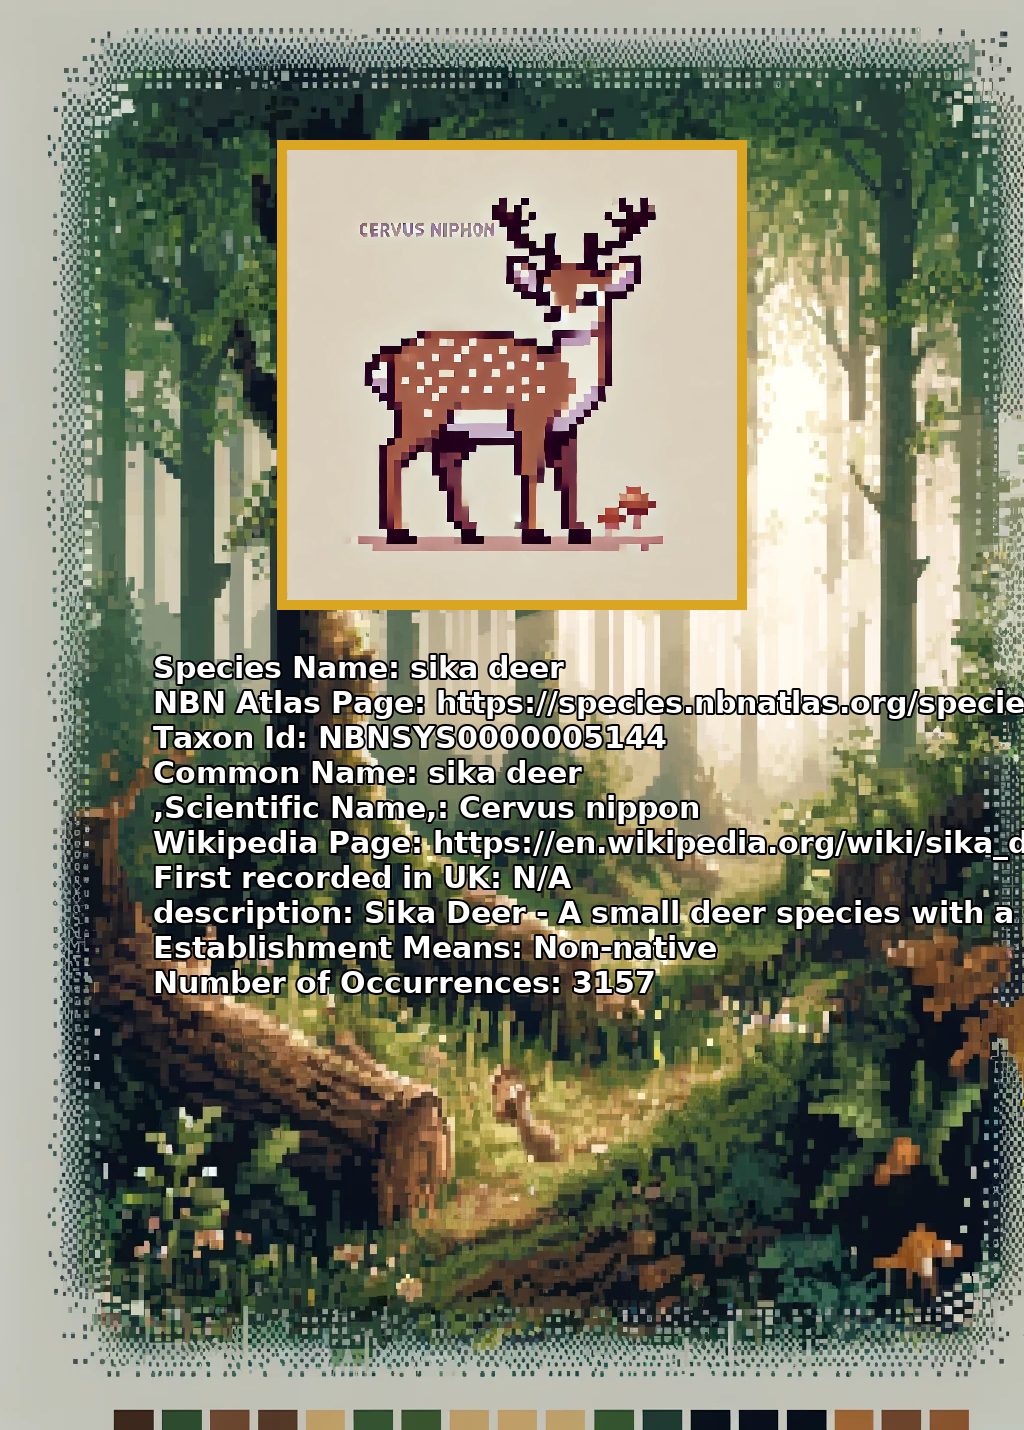 CERVUS NIPHON
Species Name: sika deer
NBN Atlas Page: https://species.nbnatlas.org/specie
Taxon Id: NBNSYS0000005144
Common Name: sika deer
,Scientific Name,: Cervus nippon
Wikipedia Page: https://en.wikipedia.org/wiki/sika_d
First recorded in UK: N/A
description: Sika Deer - A small deer species with a
Establishment Means: Non-native
Number of Occurrences: 3157